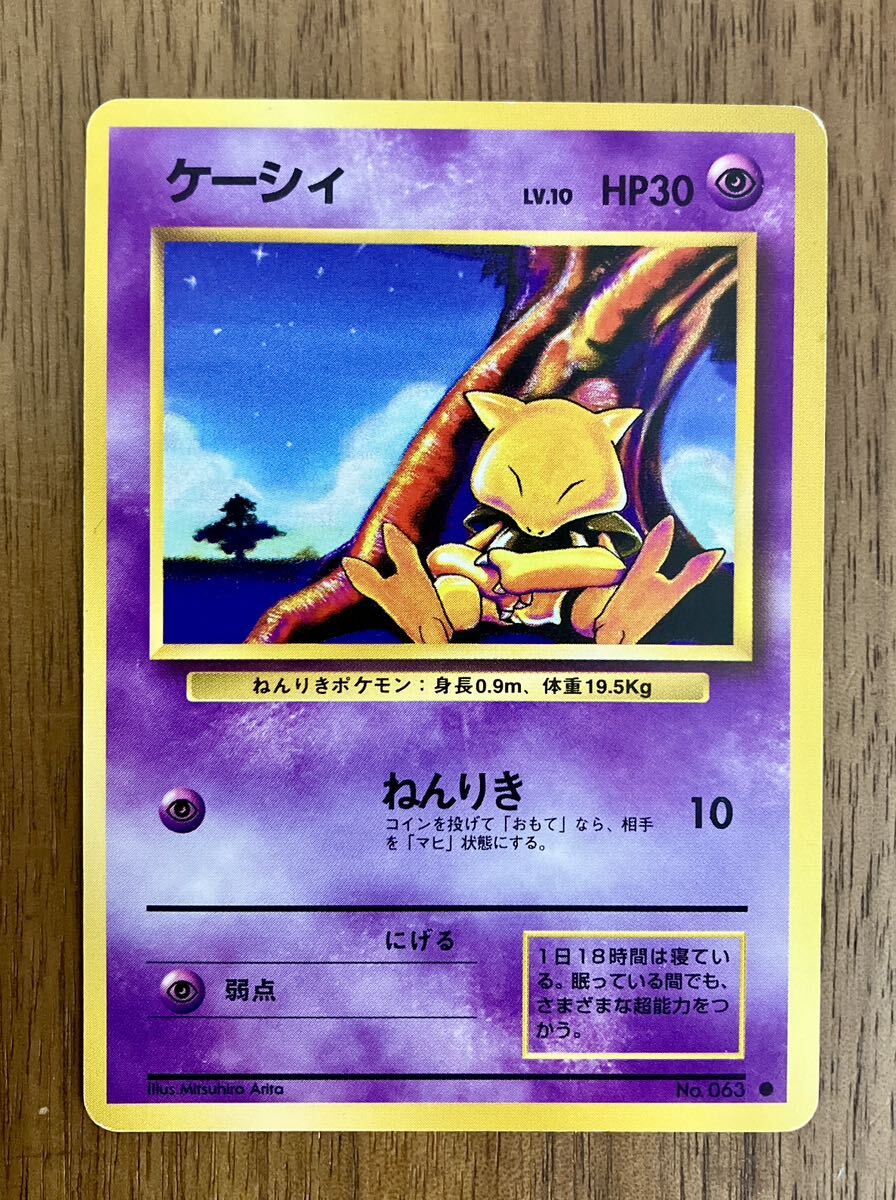 ケーシィ LV.10 HP30
ねんりきポケモン：身長0.9m、体重19.5Kg
ねんりき 10
コインを投げて「おもて」なら、相手
を「マヒ」状態にする。
にげる
弱点
1日18時間は寝てい
る。眠っている間でも、
さまざまな超能力をつ
かう。
Illus. Mitsuhiro Arita No. 063